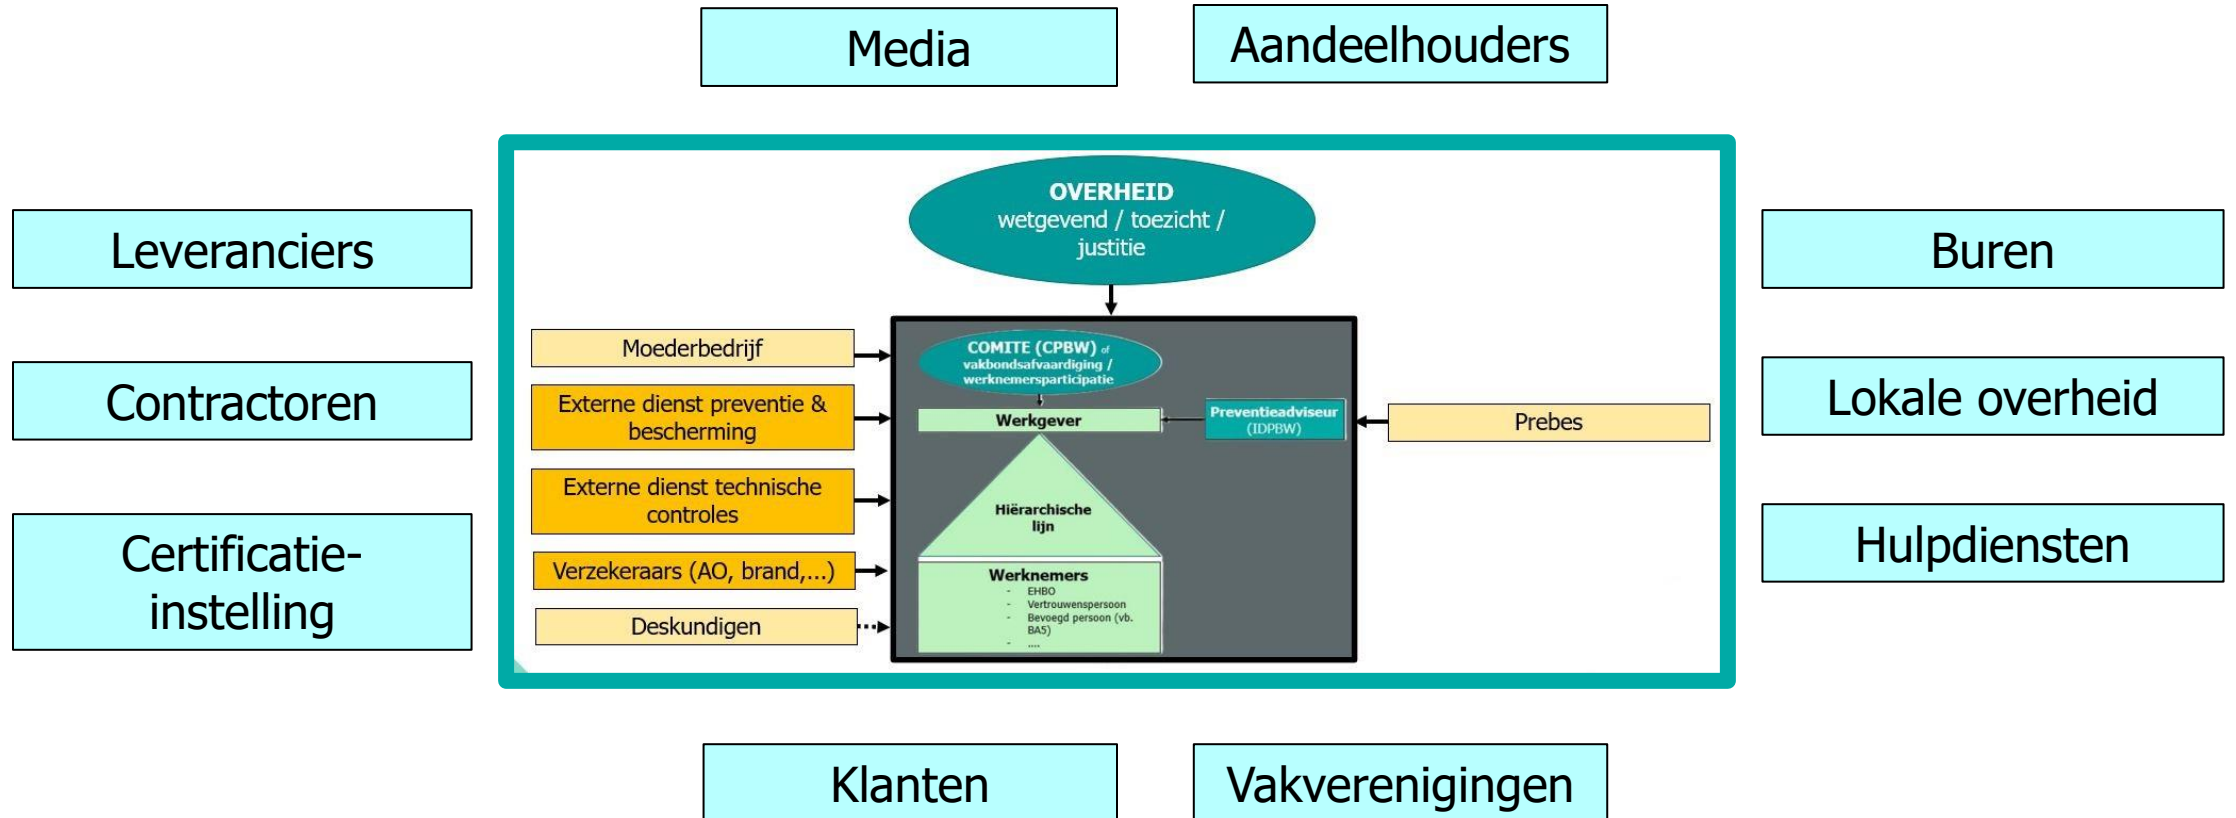 Media
Aandeelhouders
Leveranciers
Contractoren
Certificatie-
instelling
OVERHEID
wetgevend / toezicht /
justitie
Moederbedrijf
Externe dienst preventie &
bescherming
Externe dienst technische
controles
Verzekeraars (AO, brand,...)
Deskundigen
COMITE (CPBW) of
vakbondsafvaardiging /
werknemersparticipatie
Werkgever
Preventieadviseur
(IDPBW)
Hiërarchische
lijn
Werknemers
- EHBO
- Vertrouwenspersoon
- Bevoegd persoon (vb.
BA5)
- ....
Prebes
Buren
Lokale overheid
Hulpdiensten
Klanten
Vakverenigingen